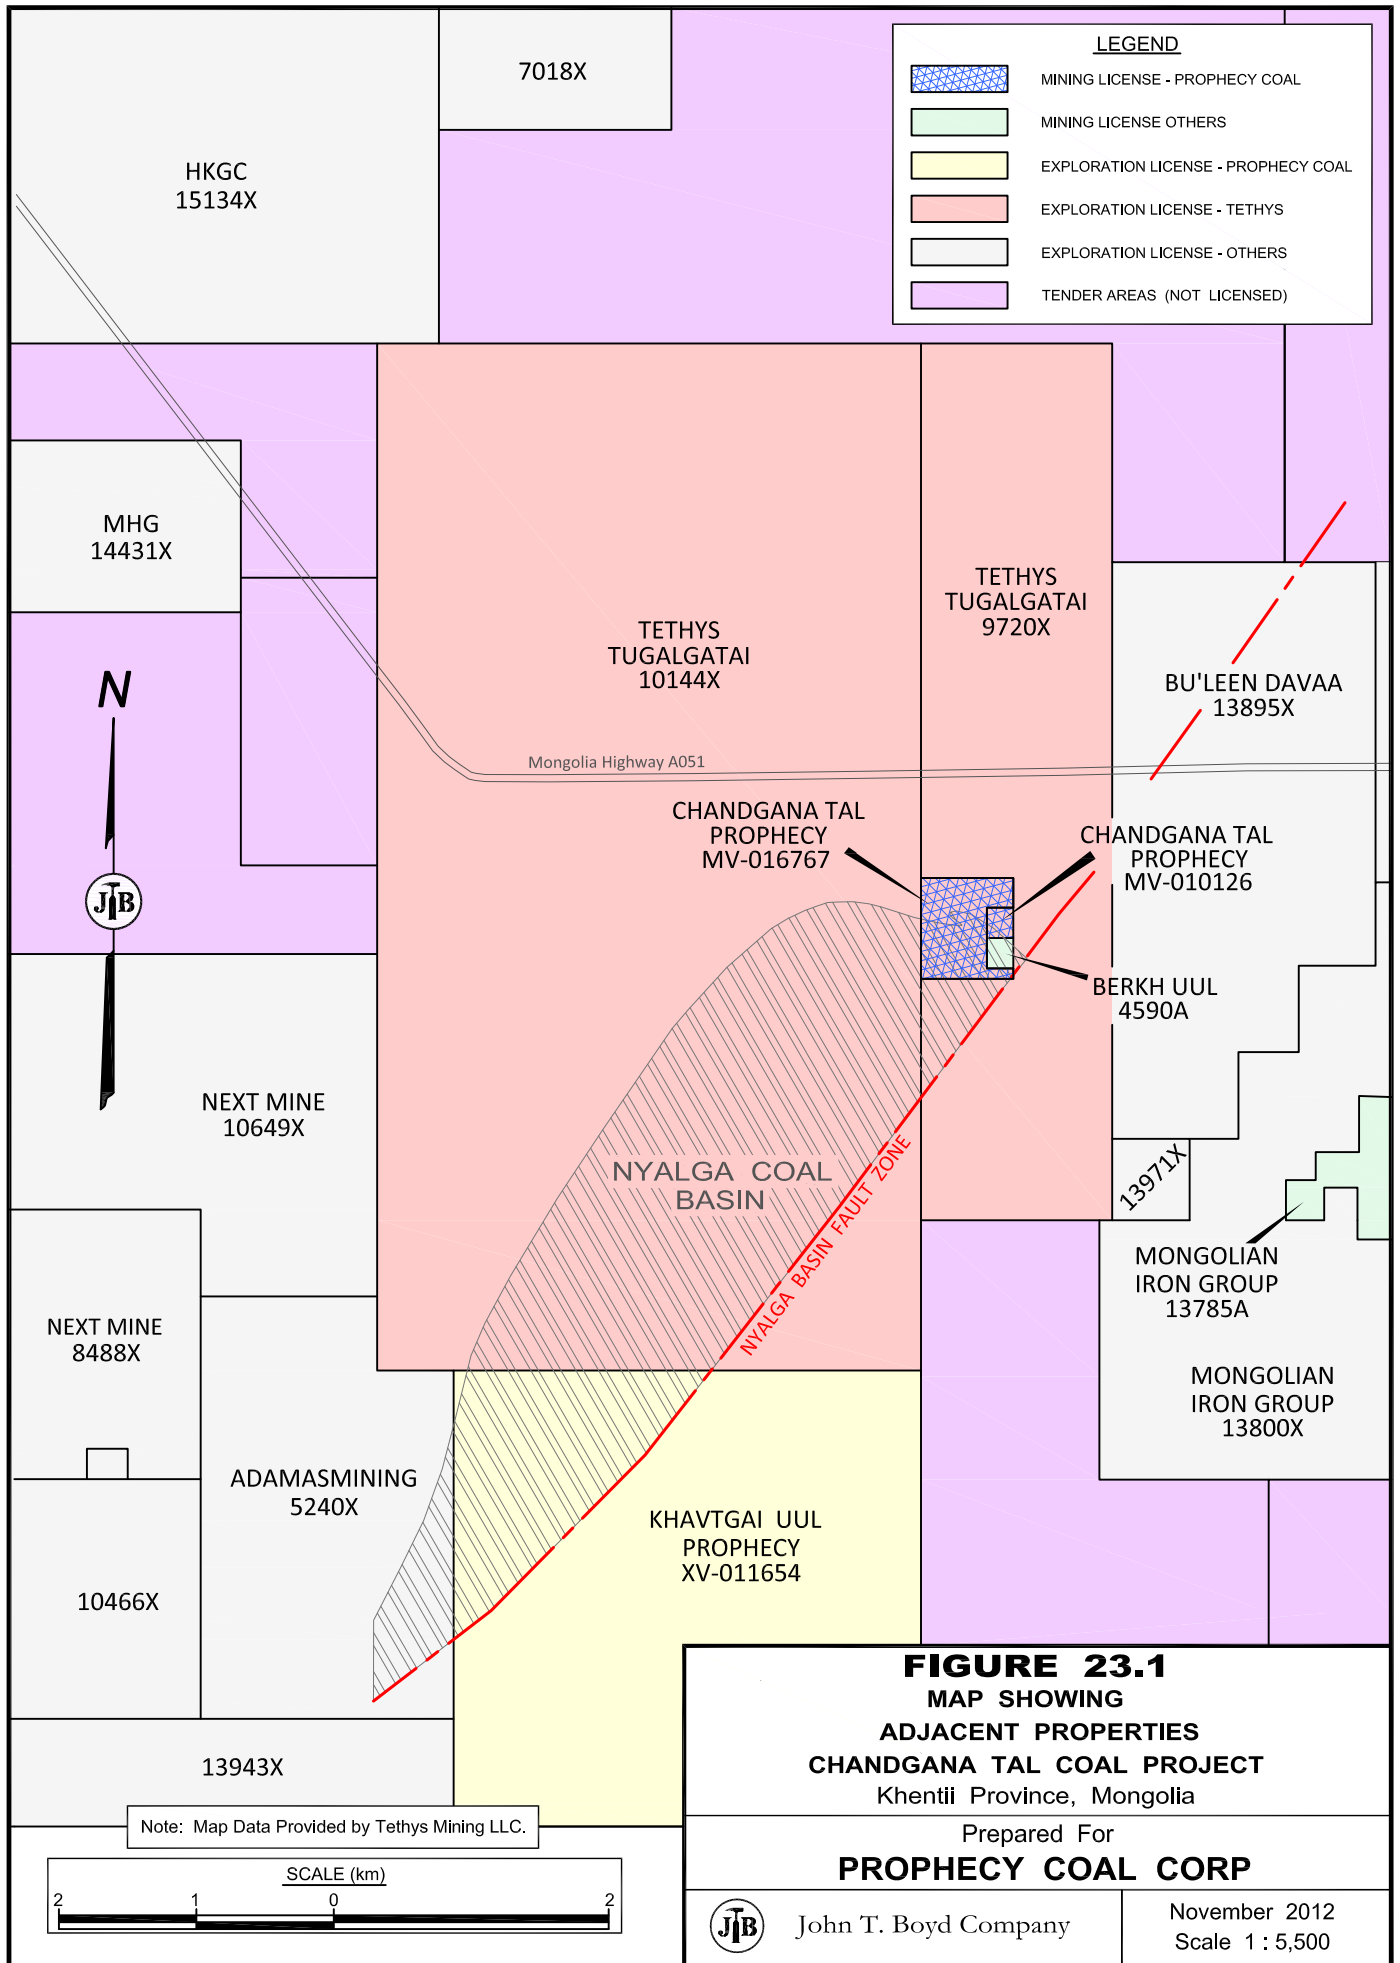 LEGEND
MINING LICENSE - PROPHECY COAL
MINING LICENSE OTHERS
EXPLORATION LICENSE - PROPHECY COAL
EXPLORATION LICENSE - TETHYS
EXPLORATION LICENSE - OTHERS
TENDER AREAS (NOT LICENSED)
7018X
HKGC
15134X
MHG
14431X
N
JTB
TETHYS
TUGALGATAI
10144X
TETHYS
TUGALGATAI
9720X
BU'LEEN DAVAA
13895X
Mongolia Highway A051
CHANDGANA TAL
PROPHECY
MV-016767
CHANDGANA TAL
PROPHECY
MV-010126
BERKH UUL
4590A
NEXT MINE
10649X
NYALGA COAL
BASIN
NYALGA BASIN FAULT ZONE
13971X
MONGOLIAN
IRON GROUP
13785A
MONGOLIAN
IRON GROUP
13800X
NEXT MINE
8488X
ADAMASMINING
5240X
10466X
KHAVTGAI UUL
PROPHECY
XV-011654
13943X
Note: Map Data Provided by Tethys Mining LLC.
SCALE (km)
2 1 0 2
FIGURE 23.1
MAP SHOWING
ADJACENT PROPERTIES
CHANDGANA TAL COAL PROJECT
Khentii Province, Mongolia
Prepared For
PROPHECY COAL CORP
JTB
John T. Boyd Company
November 2012
Scale 1 : 5,500